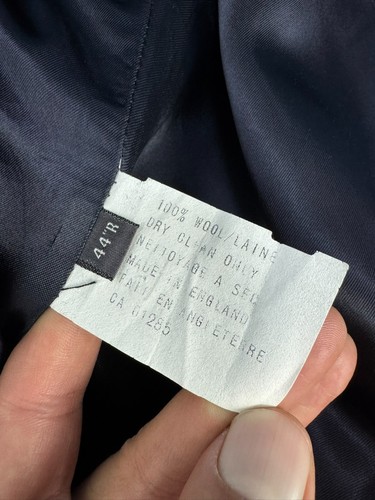 44"R
100% WOOL/LAINE
DRY CLEAN ONLY
NETTOYAGE A SEC
MADE IN ENGLAND
FAIT EN ANGLETERRE
CA 01285